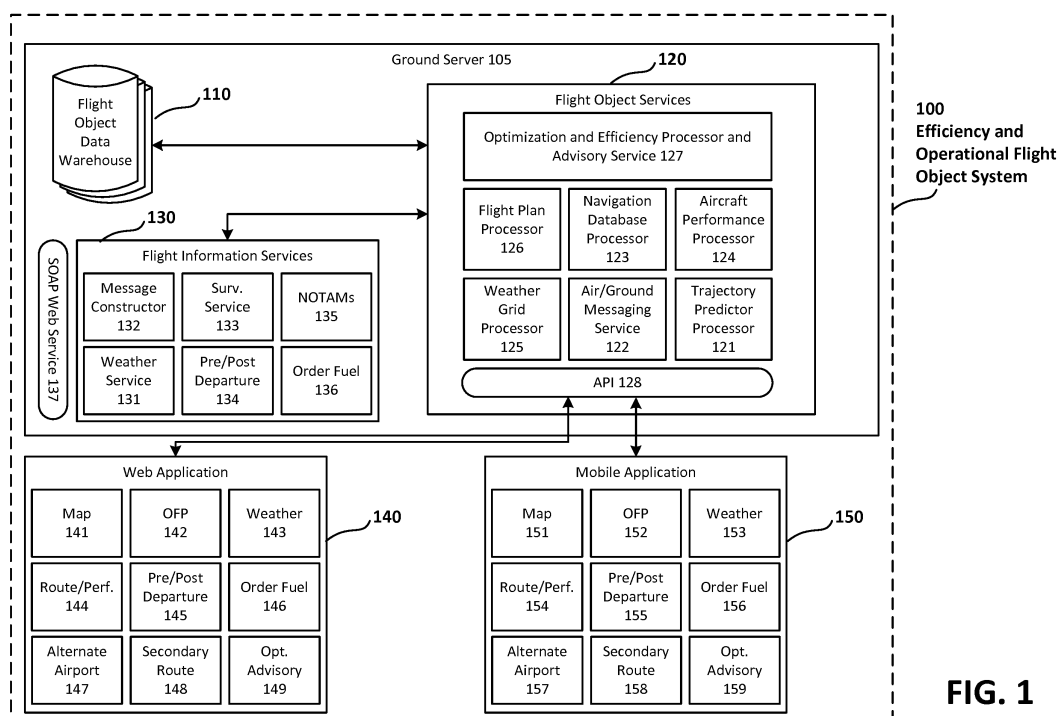 Ground Server 105
110
Flight
Object
Data
Warehouse
120
Flight Object Services
Optimization and Efficiency Processor and
Advisory Service 127
Flight Plan
Processor
126
Navigation
Database
Processor
123
Aircraft
Performance
Processor
124
Weather
Grid
Processor
125
Air/Ground
Messaging
Service
122
Trajectory
Predictor
Processor
121
API 128
100
Efficiency and
Operational Flight
Object System
130
SOAP Web Service 137
Flight Information Services
Message
Constructor
132
Surv.
Service
133
NOTAMs
135
Weather
Service
131
Pre/Post
Departure
134
Order Fuel
136
Web Application
140
Map
141
OFP
142
Weather
143
Route/Perf.
144
Pre/Post
Departure
145
Order Fuel
146
Alternate
Airport
147
Secondary
Route
148
Opt.
Advisory
149
Mobile Application
150
Map
151
OFP
152
Weather
153
Route/Perf.
154
Pre/Post
Departure
155
Order Fuel
156
Alternate
Airport
157
Secondary
Route
158
Opt.
Advisory
159
FIG. 1